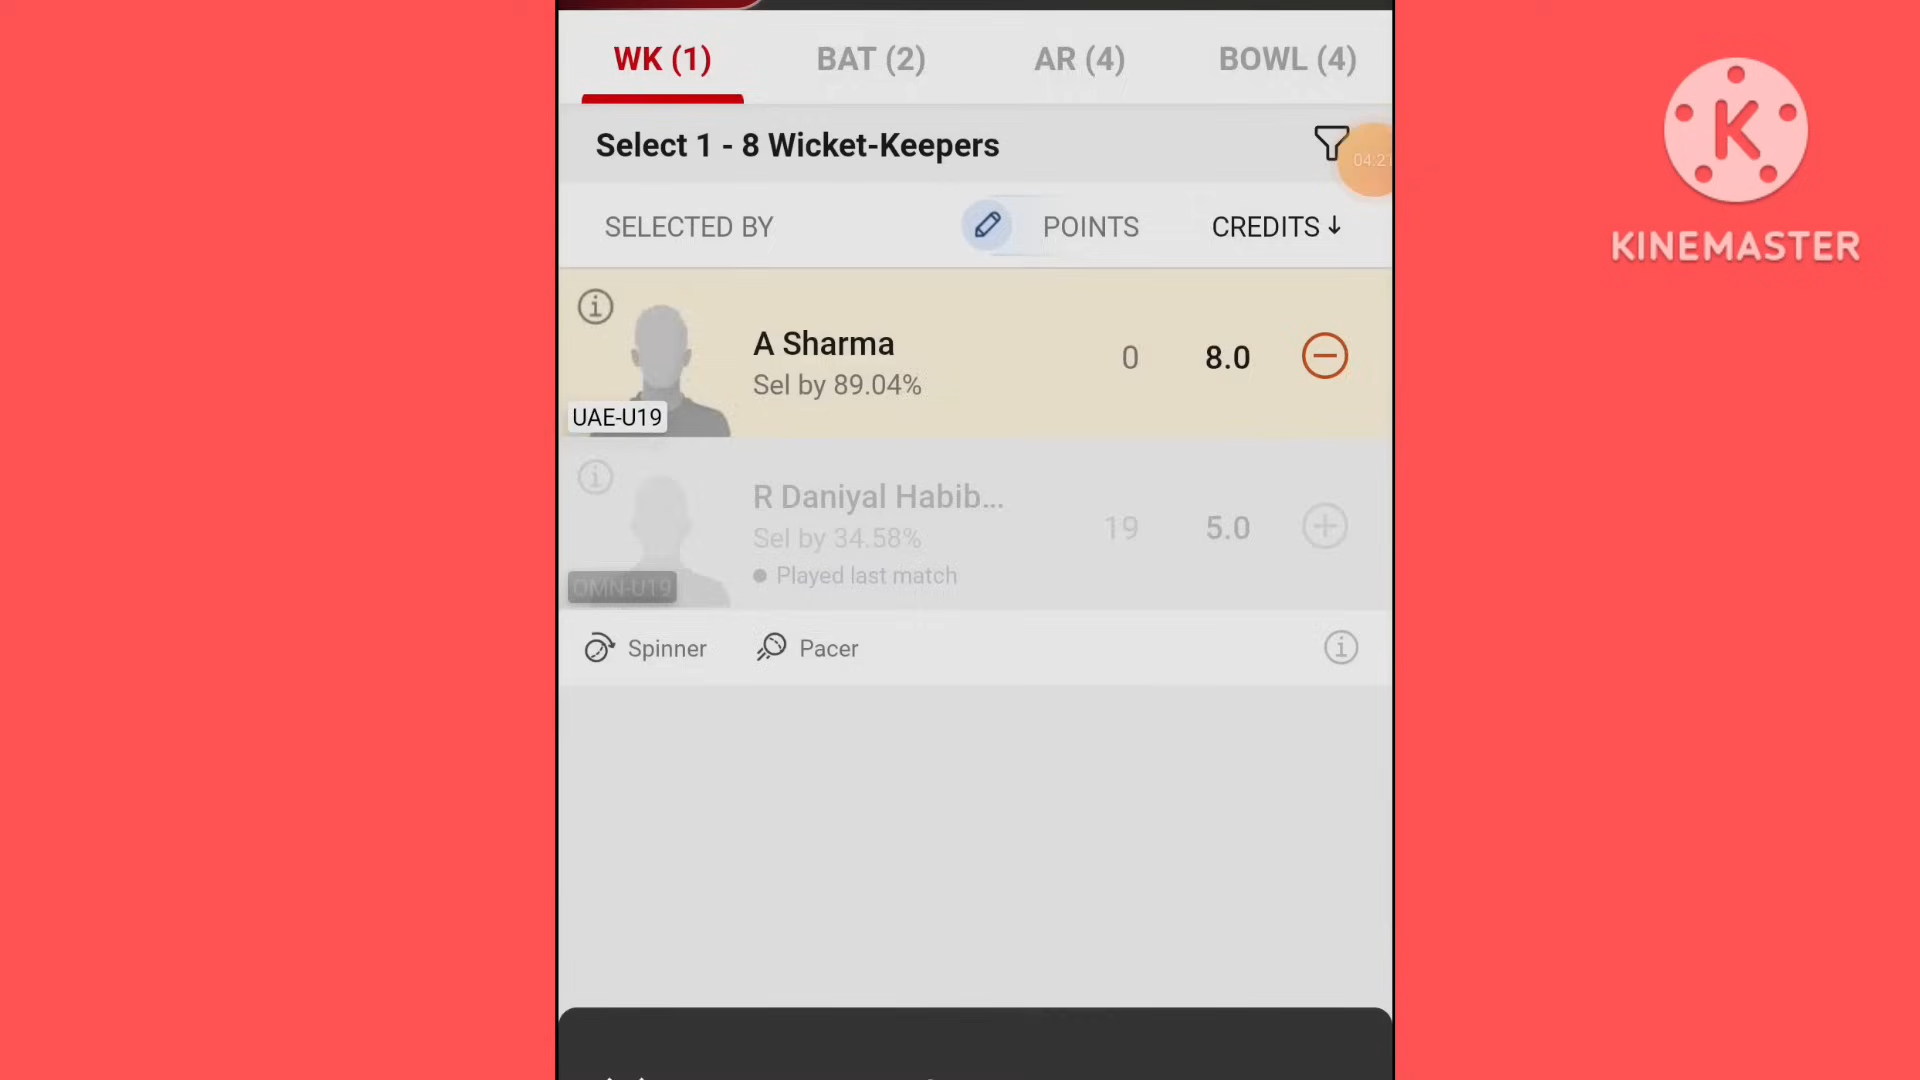 WK (1) BAT (2) AR (4) BOWL (4)
Select 1 - 8 Wicket-Keepers
04:21
SELECTED BY POINTS CREDITS ↓
A Sharma
Sel by 89.04%
0 8.0
UAE-U19
R Daniyal Habib...
Sel by 34.58%
Played last match
19 5.0
OMN-U19
Spinner Pacer
K
KINEMASTER